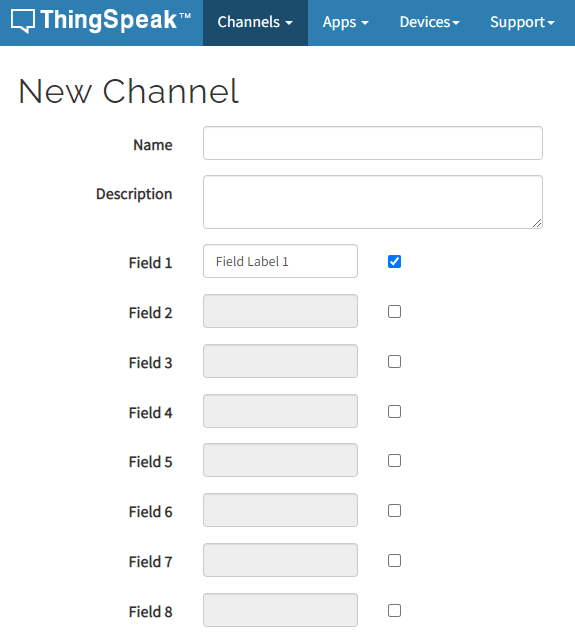 ThingSpeak™ Channels Apps Devices Support
New Channel
Name
Description
Field 1 Field Label 1
Field 2
Field 3
Field 4
Field 5
Field 6
Field 7
Field 8